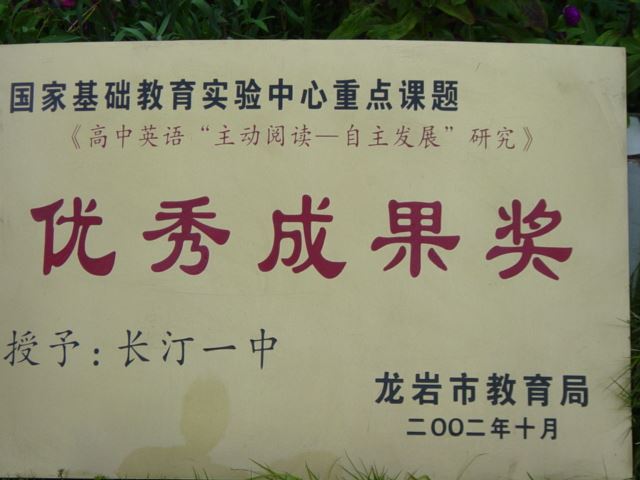 国家基础教育实验中心重点课题
《高中英语“主动阅读—自主发展”研究》
优秀成果奖
授予：长汀一中
龙岩市教育局
二〇〇二年十月